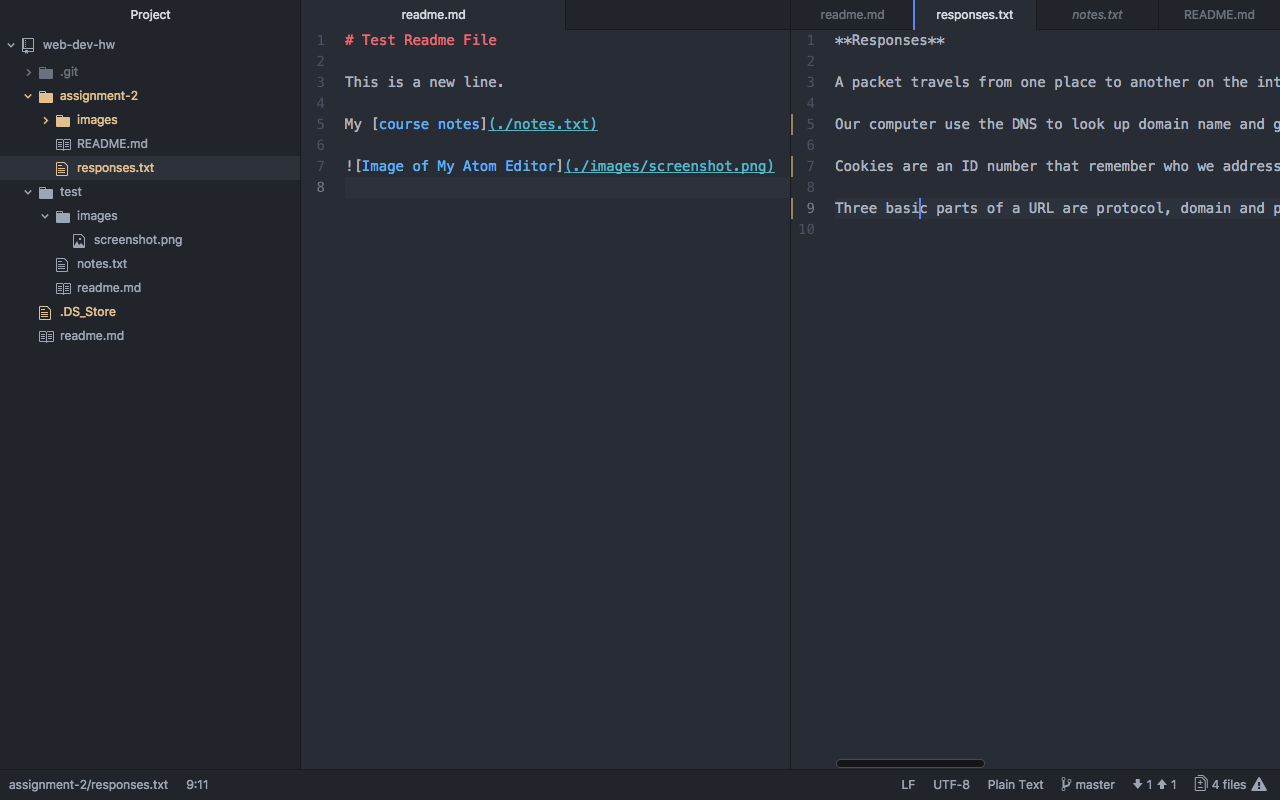 Project
web-dev-hw
.git
assignment-2
images
README.md
responses.txt
test
images
screenshot.png
notes.txt
readme.md
.DS_Store
readme.md
readme.md
1 # Test Readme File
2
3 This is a new line.
4
5 My [course notes](./notes.txt)
6
7 ![Image of My Atom Editor](./images/screenshot.png)
8
readme.md responses.txt notes.txt README.md
1 **Responses**
2
3 A packet travels from one place to another on the int
4
5 Our computer use the DNS to look up domain name and g
6
7 Cookies are an ID number that remember who we address
8
9 Three basic parts of a URL are protocol, domain and p
10
assignment-2/responses.txt 9:11 LF UTF-8 Plain Text master 1 1 4 files